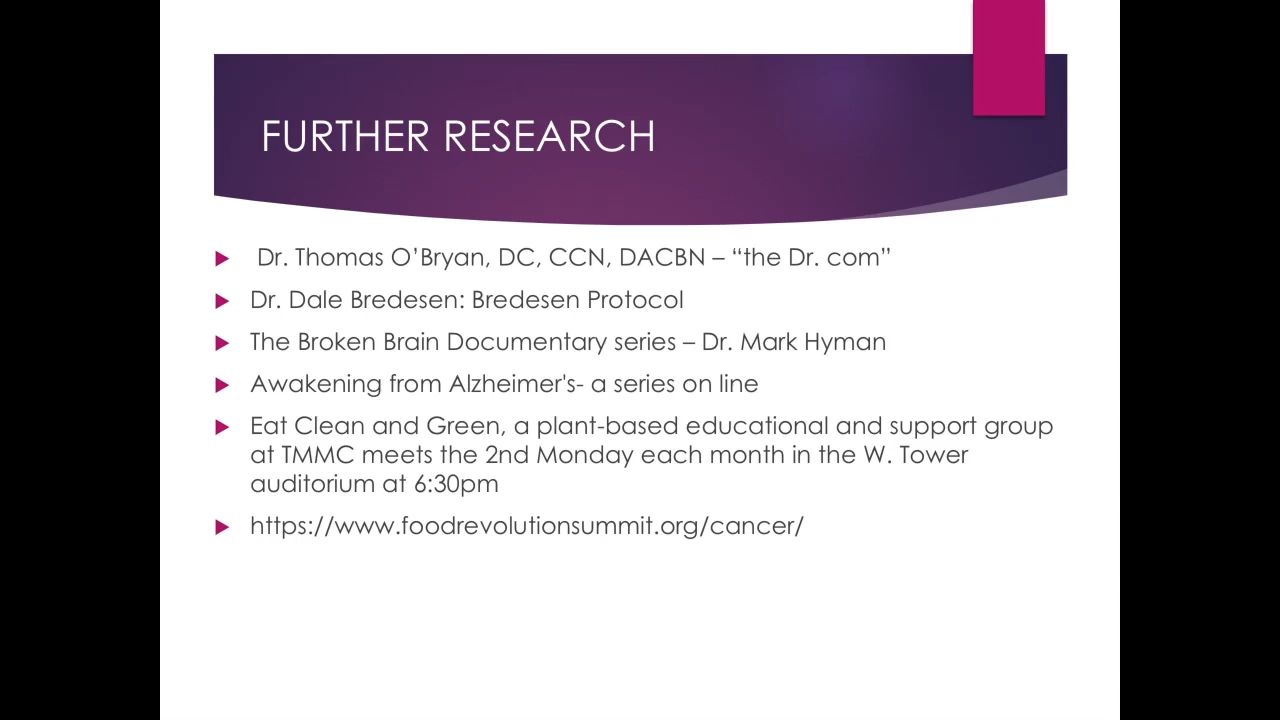 FURTHER RESEARCH
Dr. Thomas O’Bryan, DC, CCN, DACBN – “the Dr. com”
Dr. Dale Bredesen: Bredesen Protocol
The Broken Brain Documentary series – Dr. Mark Hyman
Awakening from Alzheimer's- a series on line
Eat Clean and Green, a plant-based educational and support group
at TMMC meets the 2nd Monday each month in the W. Tower
auditorium at 6:30pm
https://www.foodrevolutionsummit.org/cancer/